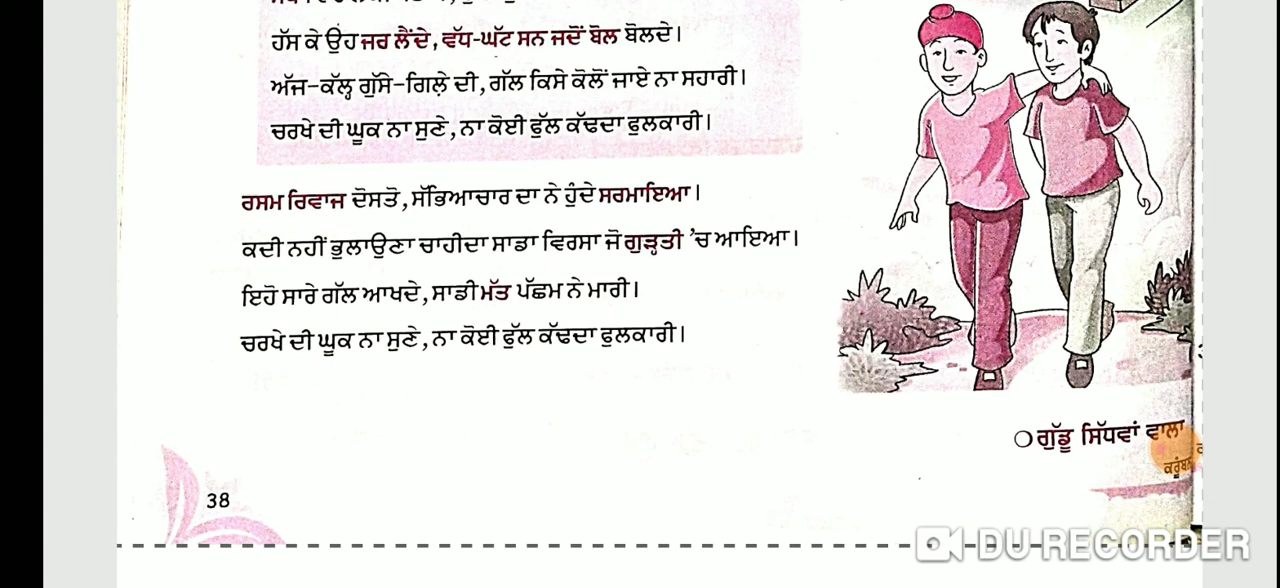 ਹੱਸ ਕੇ ਉਹ ਜਰ ਲੈਂਦੇ, ਵੱਧ-ਘੱਟ ਸਨ ਜਦੋਂ ਬੋਲ ਬੋਲਦੇ।
ਅੱਜ-ਕੱਲ੍ਹ ਗੁੱਸੇ-ਗਿਲ੍ਹੇ ਦੀ, ਗੱਲ ਕਿਸੇ ਕੋਲੋਂ ਜਾਏ ਨਾ ਸਹਾਰੀ।
ਚਰਖੇ ਦੀ ਘੂਕ ਨਾ ਸੁਣੇ, ਨਾ ਕੋਈ ਫੁੱਲ ਕੱਢਦਾ ਫੁਲਕਾਰੀ।
ਰਸਮ ਰਿਵਾਜ ਦੋਸਤੋ, ਸੱਭਿਆਚਾਰ ਦਾ ਨੇ ਹੁੰਦੇ ਸਰਮਾਇਆ।
ਕਦੀ ਨਹੀਂ ਭੁਲਾਉਣਾ ਚਾਹੀਦਾ ਸਾਡਾ ਵਿਰਸਾ ਜੋ ਗੁੜ੍ਹਤੀ ’ਚ ਆਇਆ।
ਇਹੋ ਸਾਰੇ ਗੱਲ ਆਖਦੇ, ਸਾਡੀ ਮੱਤ ਪੱਛਮ ਨੇ ਮਾਰੀ।
ਚਰਖੇ ਦੀ ਘੂਕ ਨਾ ਸੁਣੇ, ਨਾ ਕੋਈ ਫੁੱਲ ਕੱਢਦਾ ਫੁਲਕਾਰੀ।
ਗੁੱਡੂ ਸਿੱਧਵਾਂ ਵਾਲਾ
38
DU RECORDER